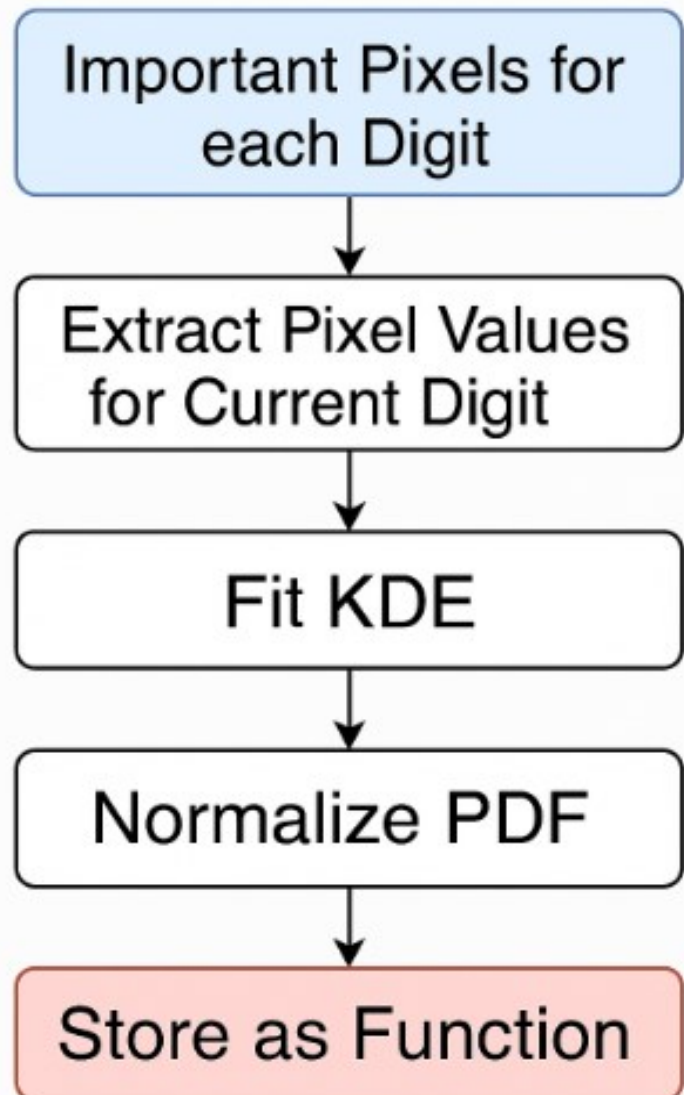 Important Pixels for
each Digit
Extract Pixel Values
for Current Digit
Fit KDE
Normalize PDF
Store as Function